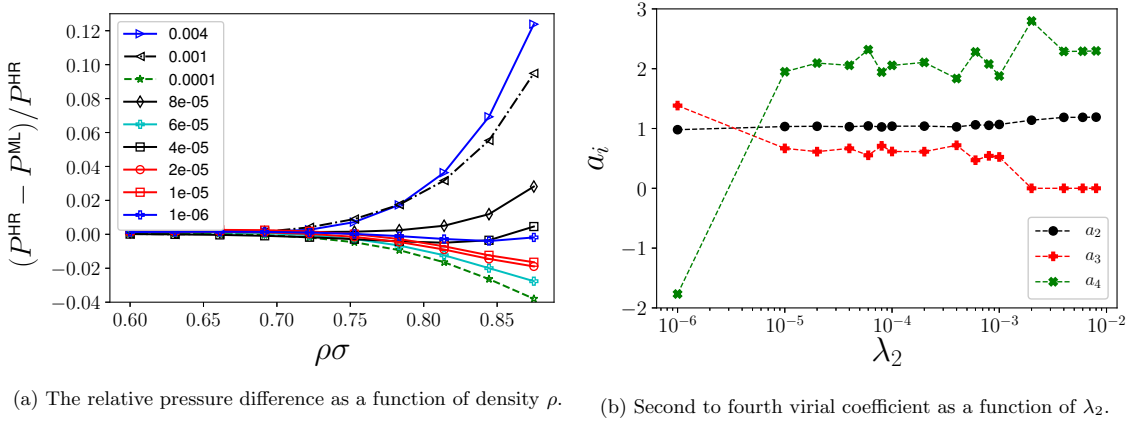 0.12
0.10
0.08
0.06
0.04
0.02
0.00
−0.02
−0.04
(P^HR − P^ML)/P^HR
0.004
0.001
0.0001
8e-05
6e-05
4e-05
2e-05
1e-05
1e-06
0.60 0.65 0.70 0.75 0.80 0.85
ρσ
(a) The relative pressure difference as a function of density ρ.
3
2
1
0
−1
−2
a_i
a_2
a_3
a_4
10^−6 10^−5 10^−4 10^−3 10^−2
λ_2
(b) Second to fourth virial coefficient as a function of λ_2.